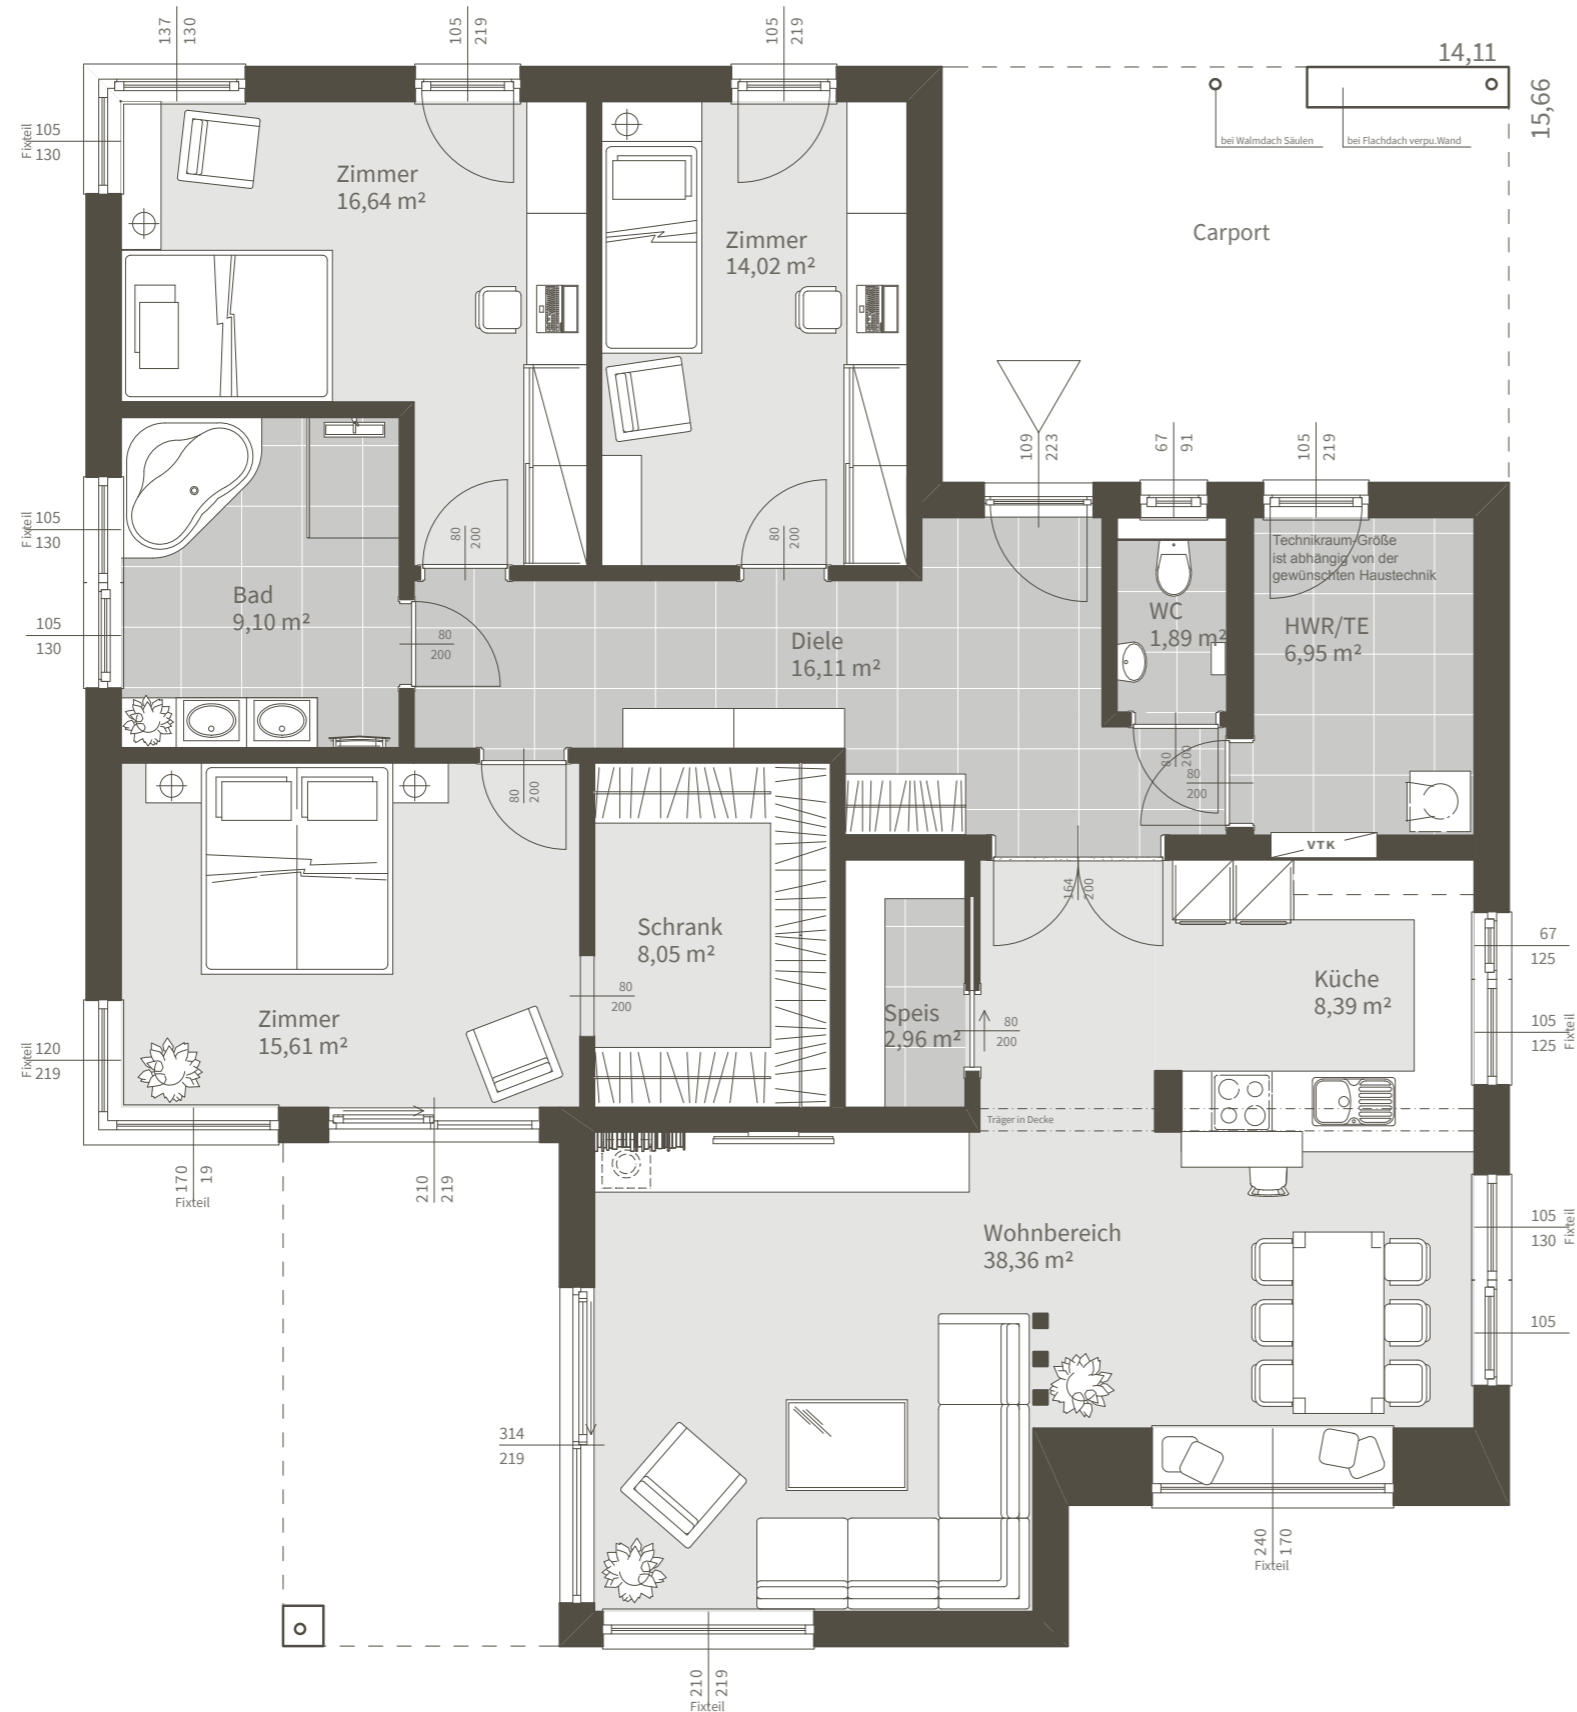 137
130
105
219
105
219
14,11
15,66
Fixteil
105
130
bei Walmdach Säulen
bei Flachdach verpu.Wand
Zimmer
16,64 m²
Zimmer
14,02 m²
Carport
109
223
67
91
105
219
Fixteil
105
130
80
200
80
200
Technikraum-Größe
ist abhängig von der
gewünschten Haustechnik
Bad
9,10 m²
105
130
80
200
Diele
16,11 m²
WC
1,89 m²
HWR/TE
6,95 m²
80
200
80
200
80
200
VTK
164
200
Schrank
8,05 m²
67
125
Küche
8,39 m²
80
200
Speis
2,96 m²
80
200
105
125
Fixteil
Zimmer
15,61 m²
Fixteil
120
219
Träger in Decke
170
19
Fixteil
210
219
Wohnbereich
38,36 m²
105
130
Fixteil
105
314
219
240
170
Fixteil
210
219
Fixteil